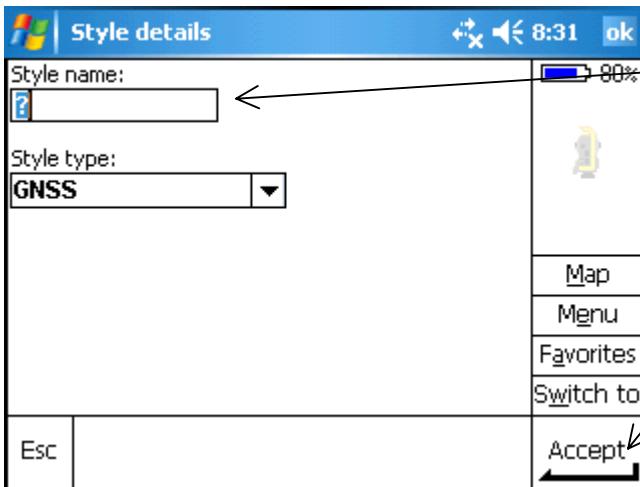 Style details 8:31 ok
Style name:
80%
?
Style type:
GNSS
Map
Menu
Favorites
Switch to
Esc
Accept